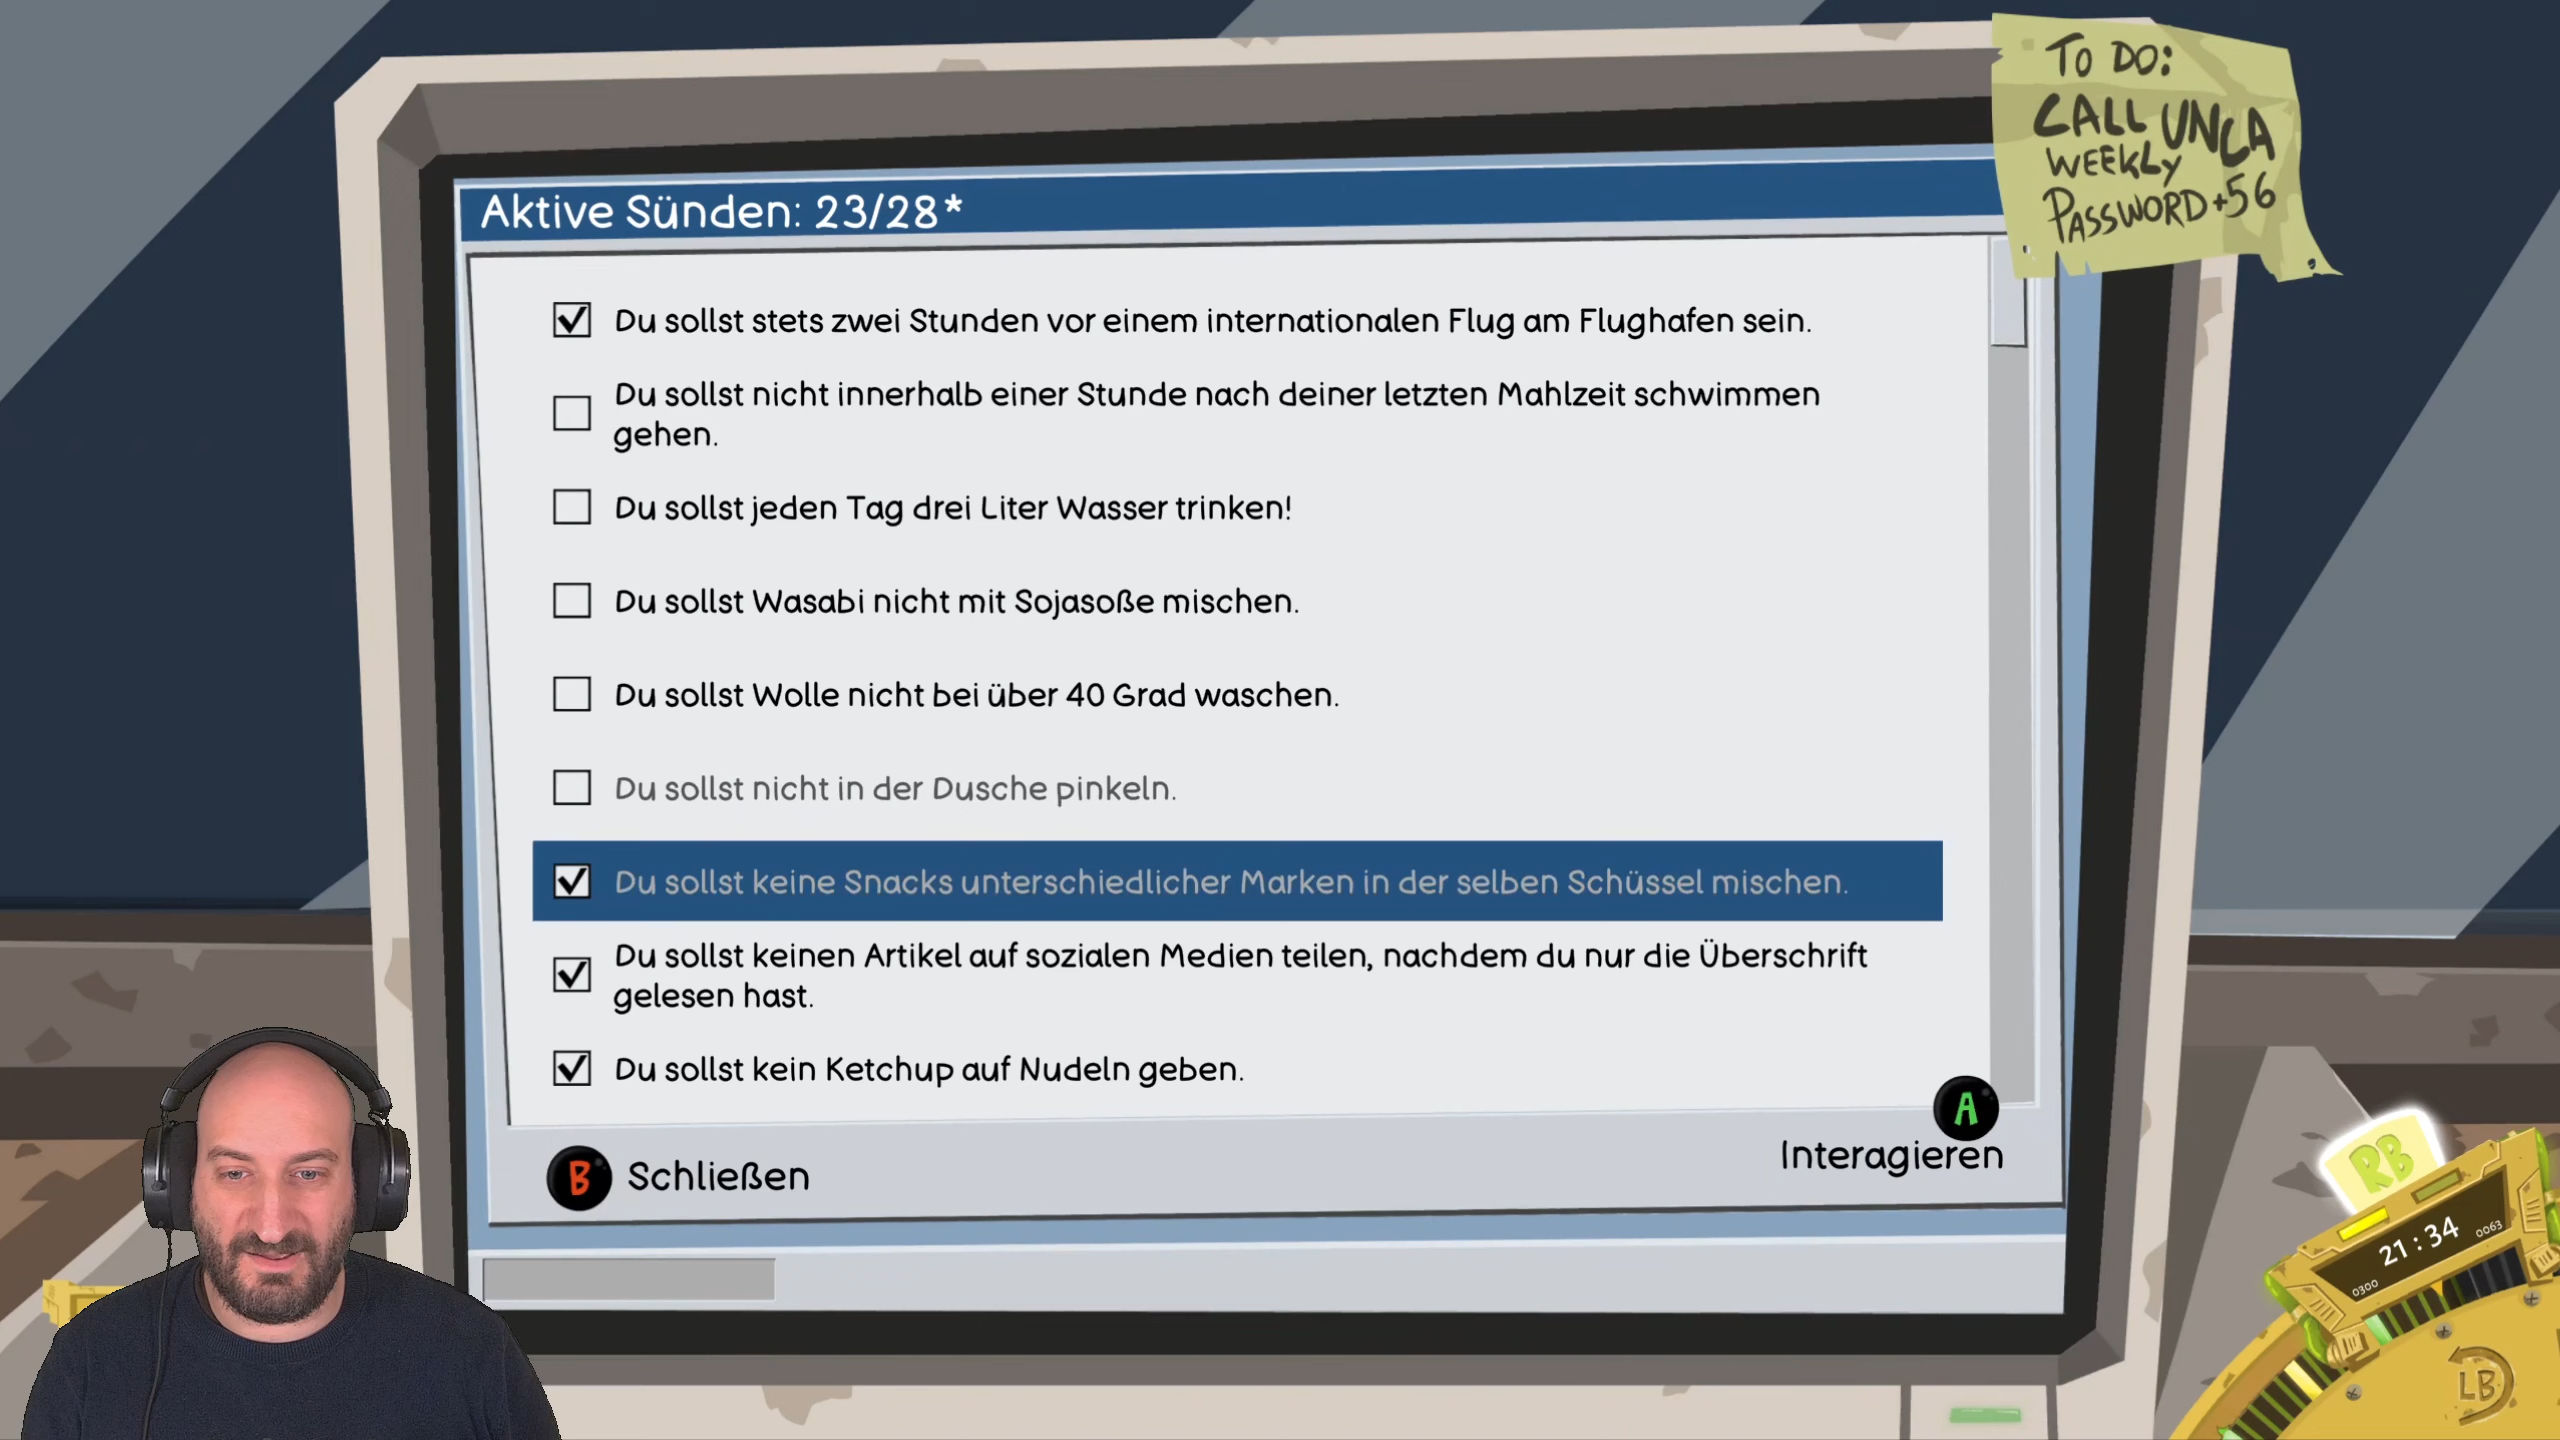 TO DO:
CALL UNCA
WEEKLY
PASSWORD+56
Aktive Sünden: 23/28*
Du sollst stets zwei Stunden vor einem internationalen Flug am Flughafen sein.
Du sollst nicht innerhalb einer Stunde nach deiner letzten Mahlzeit schwimmen
gehen.
Du sollst jeden Tag drei Liter Wasser trinken!
Du sollst Wasabi nicht mit Sojasoße mischen.
Du sollst Wolle nicht bei über 40 Grad waschen.
Du sollst nicht in der Dusche pinkeln.
Du sollst keine Snacks unterschiedlicher Marken in der selben Schüssel mischen.
Du sollst keinen Artikel auf sozialen Medien teilen, nachdem du nur die Überschrift
gelesen hast.
Du sollst kein Ketchup auf Nudeln geben.
A
Interagieren
B Schließen
RB
21:34
0063
0300
LB